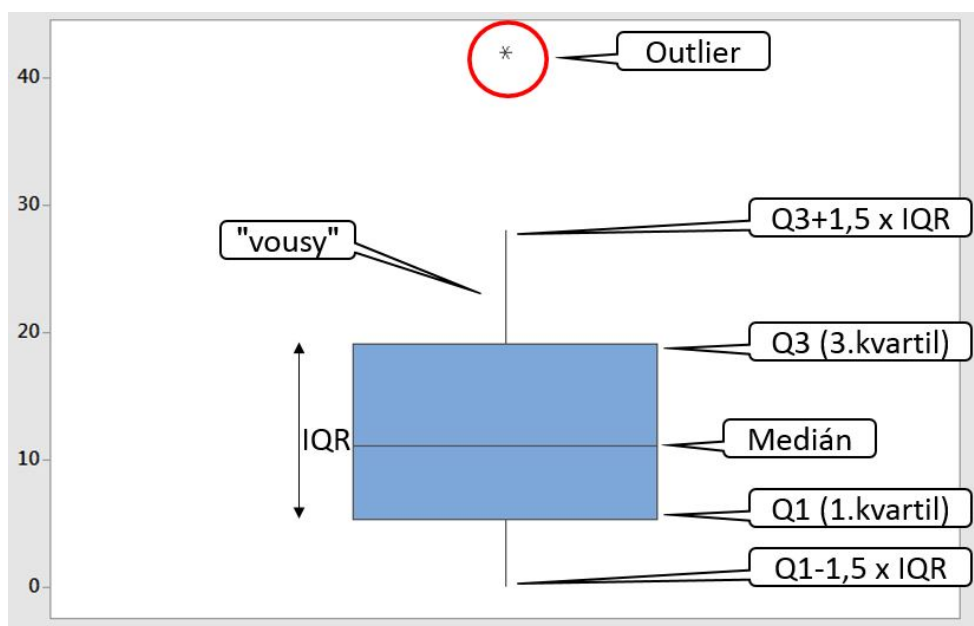 40
Outlier
30
Q3+1,5 x IQR
"vousy"
20
Q3 (3.kvartil)
IQR
Medián
10
Q1 (1.kvartil)
Q1-1,5 x IQR
0